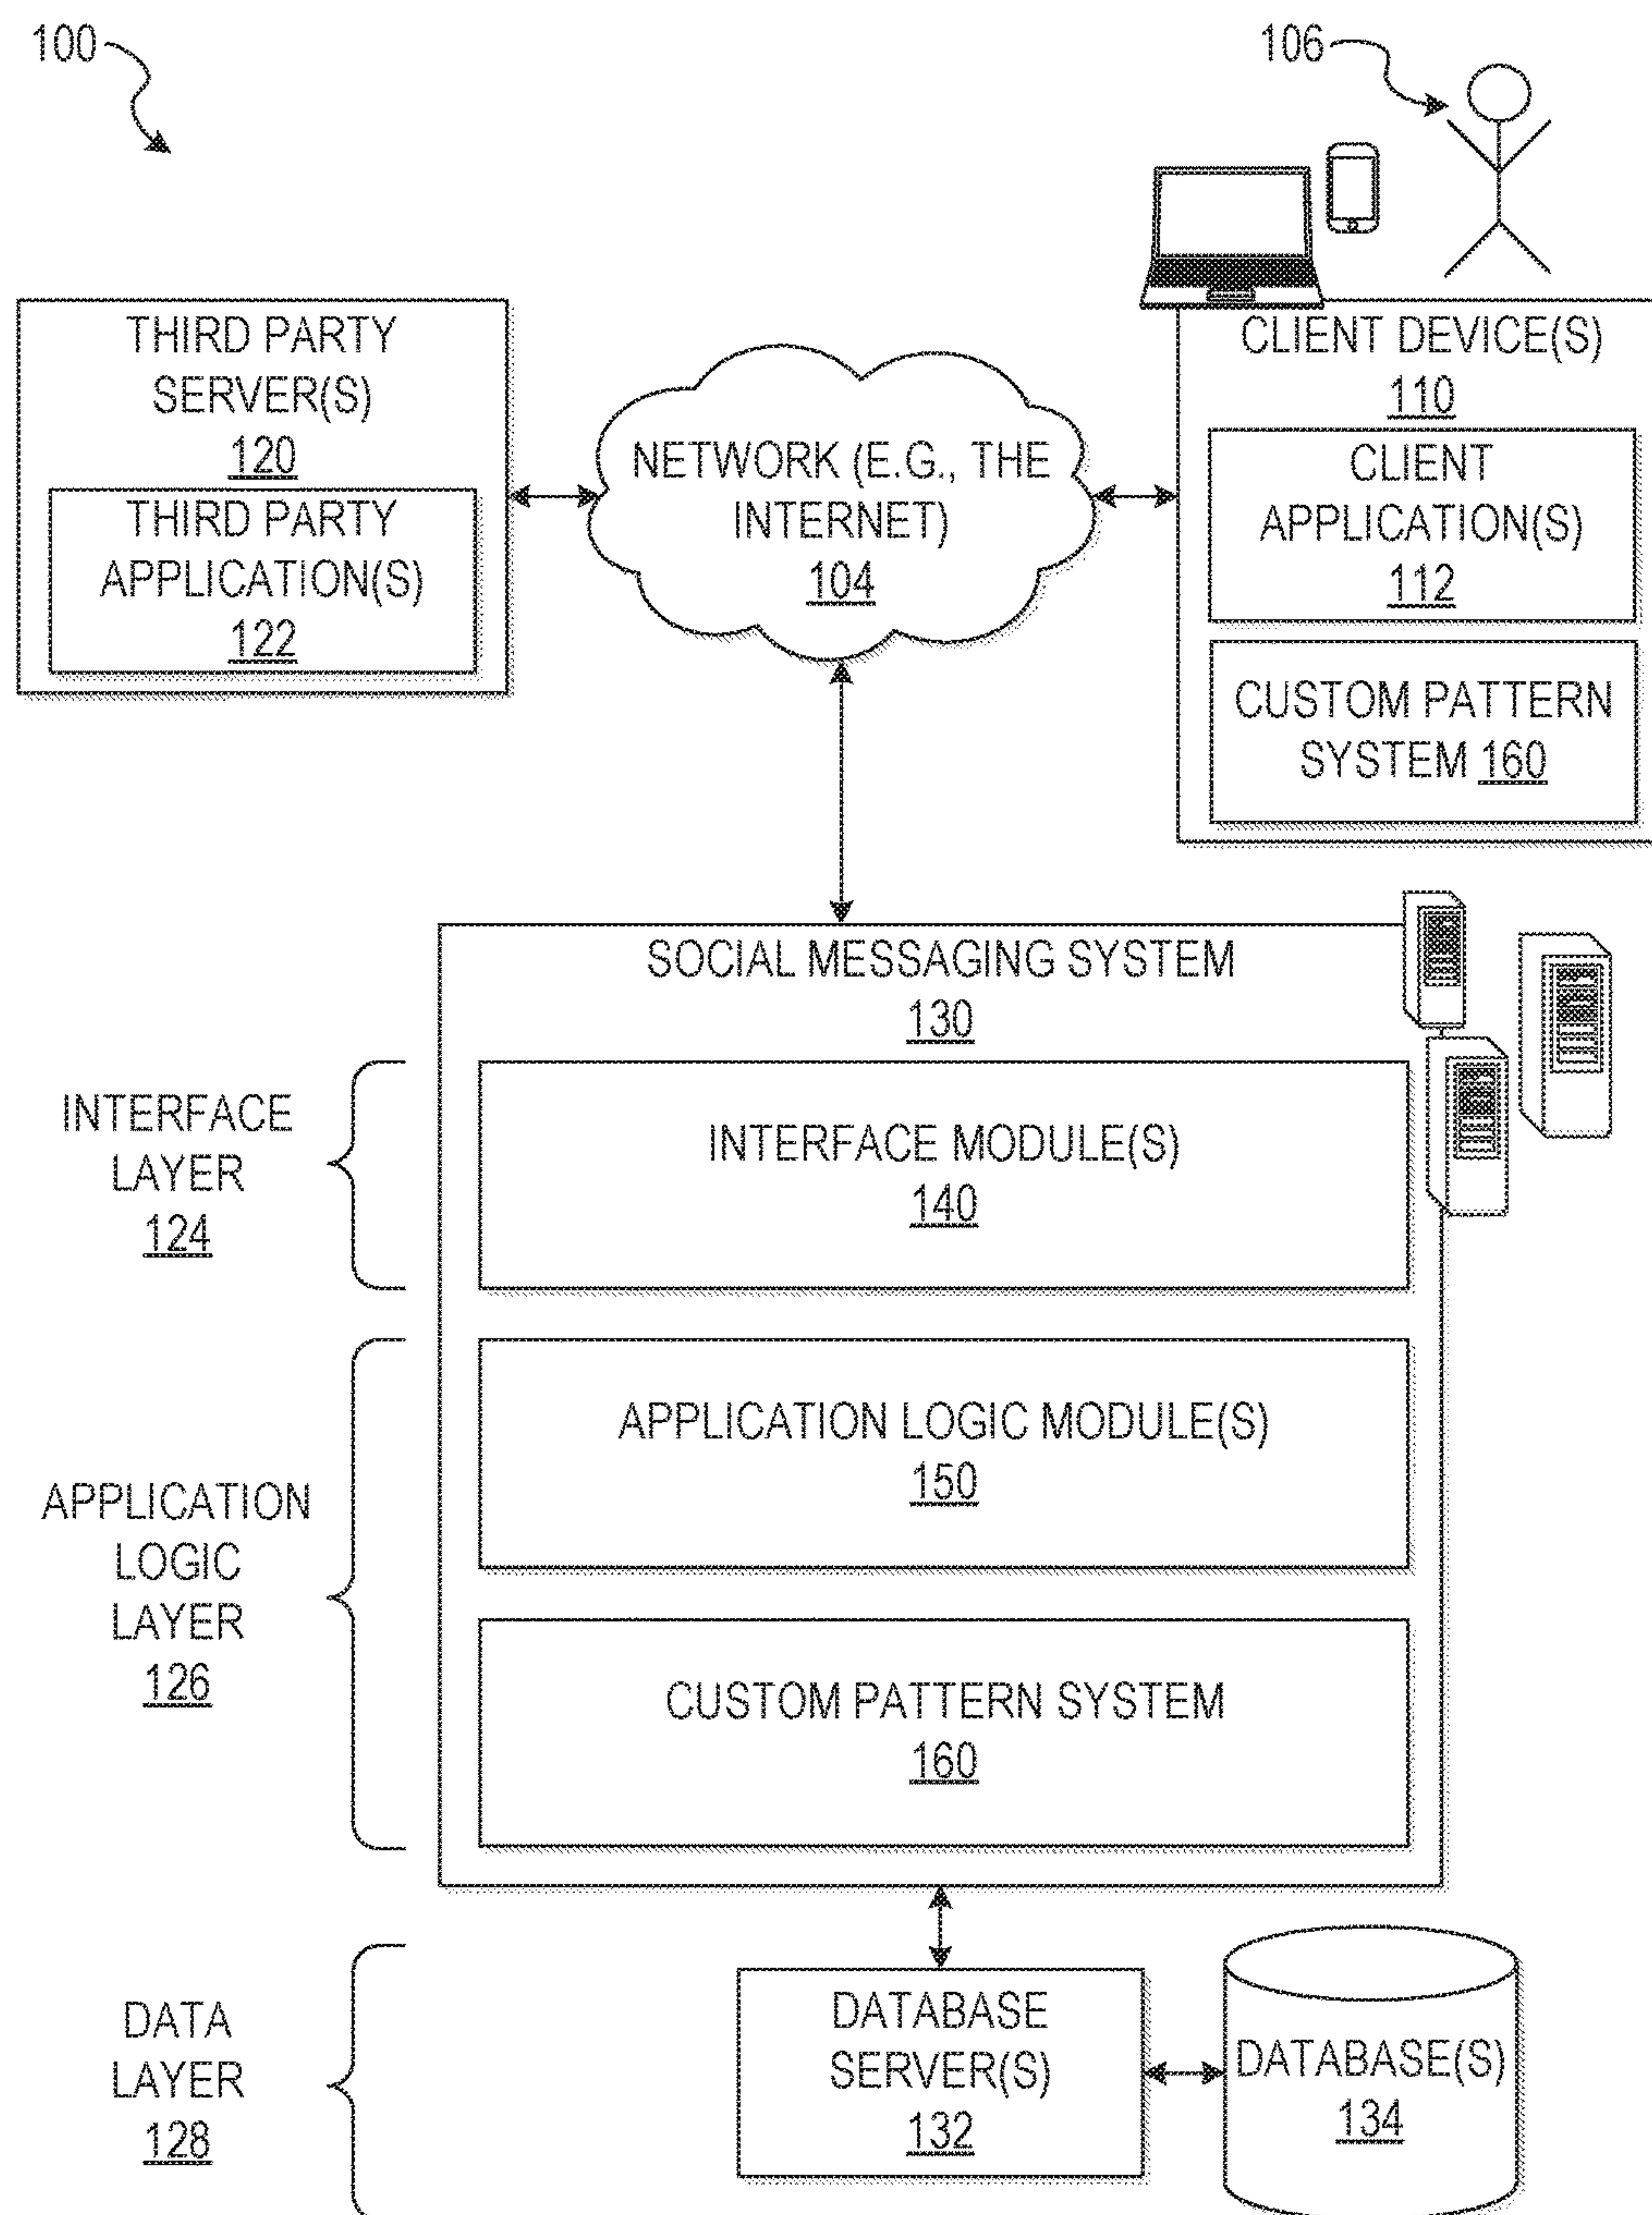 100
106
THIRD PARTY
SERVER(S)
120
THIRD PARTY
APPLICATION(S)
122
NETWORK (E.G., THE
INTERNET)
104
CLIENT DEVICE(S)
110
CLIENT
APPLICATION(S)
112
CUSTOM PATTERN
SYSTEM 160
SOCIAL MESSAGING SYSTEM
130
INTERFACE
LAYER
124
INTERFACE MODULE(S)
140
APPLICATION
LOGIC
LAYER
126
APPLICATION LOGIC MODULE(S)
150
CUSTOM PATTERN SYSTEM
160
DATA
LAYER
128
DATABASE
SERVER(S)
132
DATABASE(S)
134